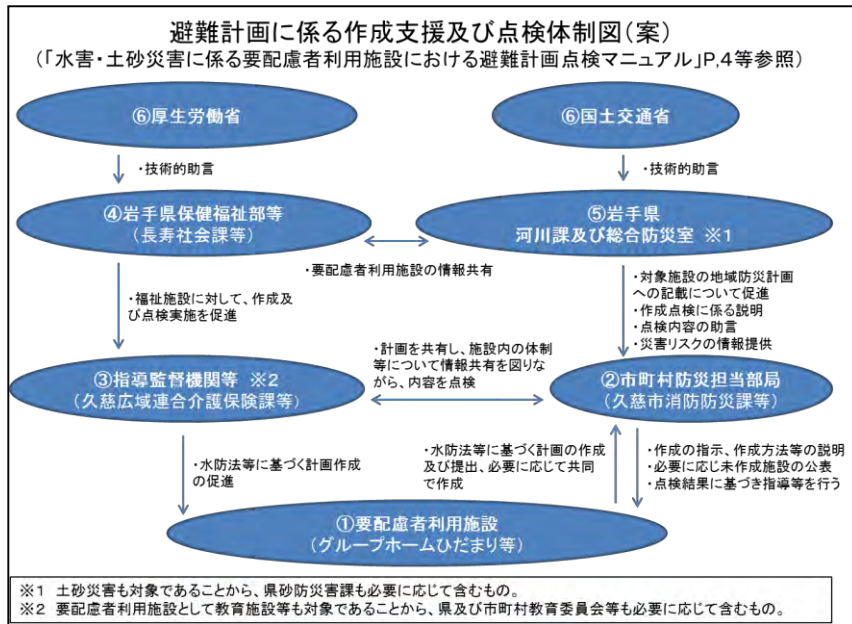 避難計画に係る作成支援及び点検体制図(案)
(「水害・土砂災害に係る要配慮者利用施設における避難計画点検マニュアル」P,4等参照)
⑥厚生労働省
⑥国土交通省
・技術的助言
・技術的助言
④岩手県保健福祉部等
(長寿社会課等)
⑤岩手県
河川課及び総合防災室 ※1
・要配慮者利用施設の情報共有
・福祉施設に対して、作成及
び点検実施を促進
・対象施設の地域防災計画
への記載について促進
・作成点検に係る説明
・点検内容の助言
・災害リスクの情報提供
・計画を共有し、施設内の体制
等について情報共有を図りな
がら、内容を点検
③指導監督機関等 ※2
(久慈広域連合介護保険課等)
②市町村防災担当部局
(久慈市消防防災課等)
・水防法等に基づく計画作成
の促進
・水防法等に基づく計画の作成
及び提出、必要に応じて共同
で作成
・作成の指示、作成方法等の説明
・必要に応じ未作成施設の公表
・点検結果に基づき指導等を行う
①要配慮者利用施設
(グループホームひだまり等)
※1 土砂災害も対象であることから、県砂防災害課も必要に応じて含むもの。
※2 要配慮者利用施設として教育施設等も対象であることから、県及び市町村教育委員会等も必要に応じて含むもの。